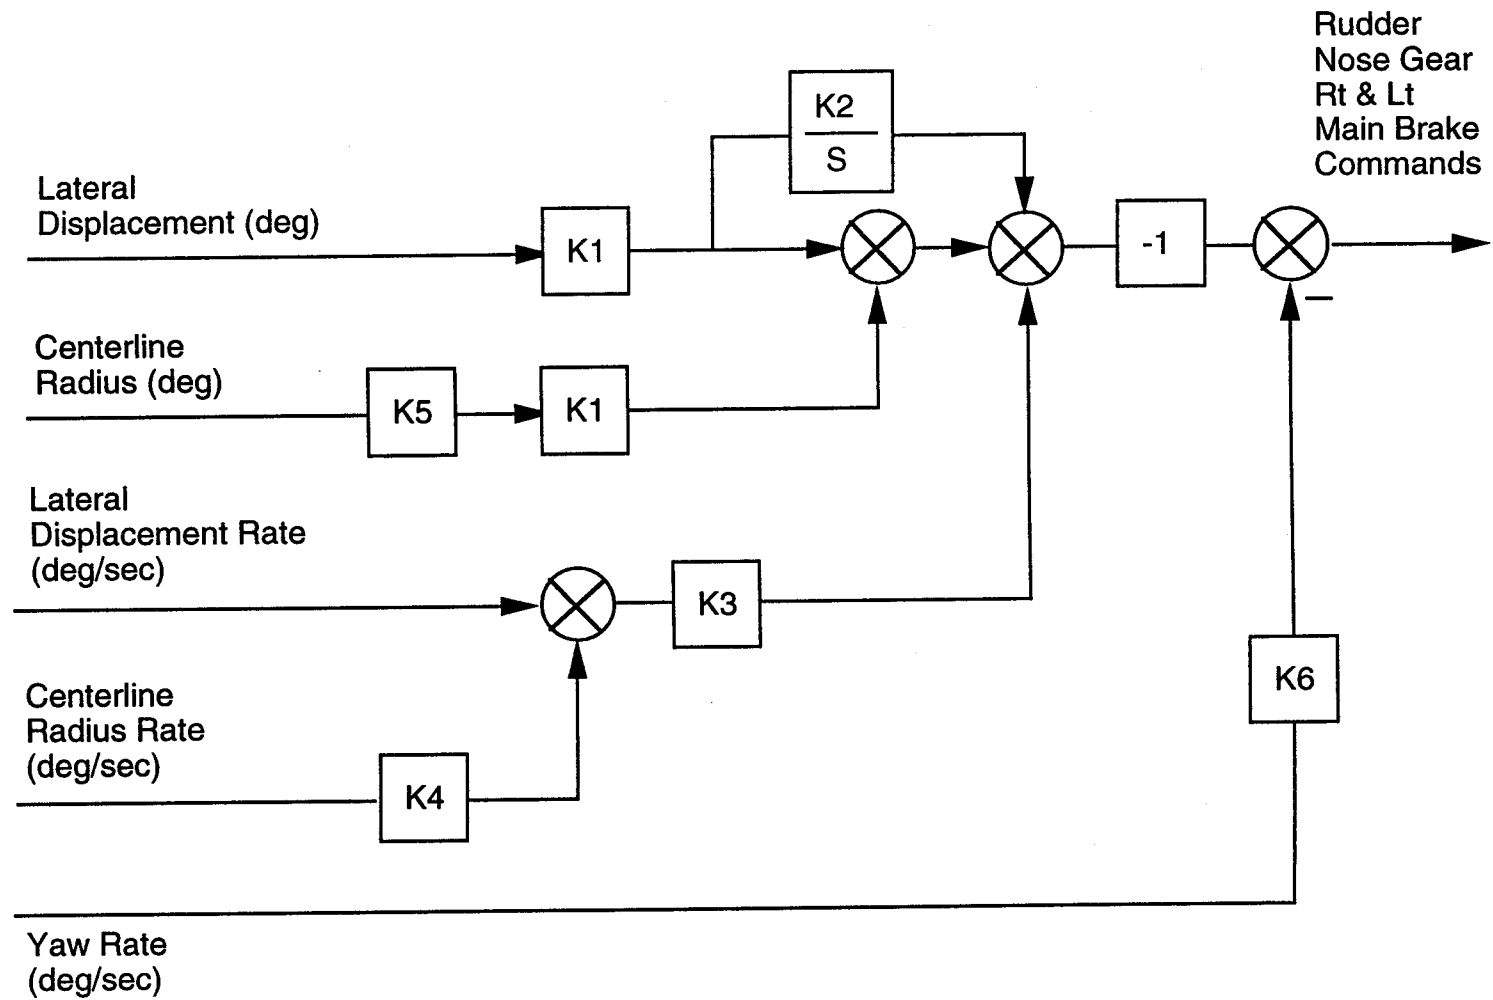 Rudder
Nose Gear
Rt & Lt
Main Brake
Commands
K2
S
Lateral
Displacement (deg)
K1
-1
Centerline
Radius (deg)
K5
K1
Lateral
Displacement Rate
(deg/sec)
K3
Centerline
Radius Rate
(deg/sec)
K4
K6
Yaw Rate
(deg/sec)
–